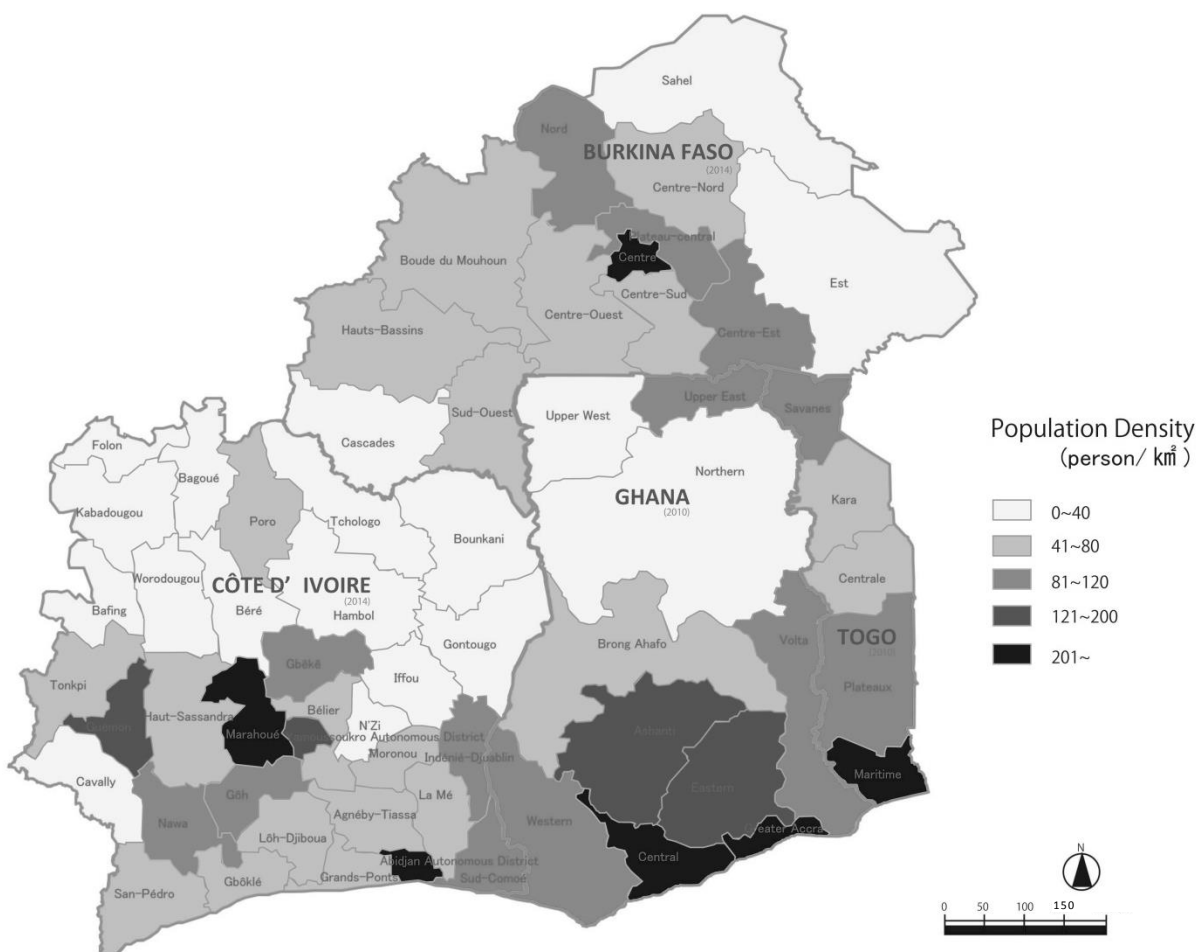 Sahel
Nord
BURKINA FASO
(2014)
Centre-Nord
Plateau-central
Centre
Boude du Mouhoun
Centre-Sud
Est
Centre-Ouest
Hauts-Bassins
Centre-Est
Upper East
Savanes
Sud-Ouest
Upper West
Cascades
Folon
Bagoué
Northern
Kabadougou
Poro
Tchologo
GHANA
(2010)
Kara
Bounkani
Worodougou
CÔTE D' IVOIRE
(2014)
Centrale
Bafing
Béré
Hambol
Gontougo
Brong Ahafo
Volta
TOGO
(2010)
Gbêkê
Iffou
Tonkpi
Plateaux
Haut-Sassandra
Bélier
Guémon
Marahoué
N'Zi
Yamoussoukro Autonomous District
Moronou
Indénié-Djuablin
Ashanti
Cavally
Maritime
Eastern
Gôh
La Mé
Nawa
Agnéby-Tiassa
Western
Lôh-Djiboua
Greater Accra
Abidjan Autonomous District
Central
Grands-Ponts
Sud-Comoé
Gbôklé
San-Pédro
Population Density
(person/ km² )
0~40
41~80
81~120
121~200
201~
N
0 50 100 150